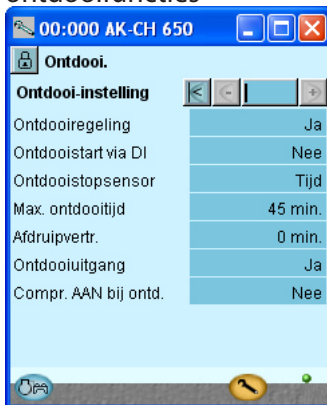 00:000 AK-CH 650
Ontdooi.
Ontdooi-instelling
Ontdooiregeling Ja
Ontdooistart via DI Nee
Ontdooistopsensor Tijd
Max. ontdooitijd 45 min.
Afdruipvertr. 0 min.
Ontdooiuitgang Ja
Compr. AAN bij ontd. Nee